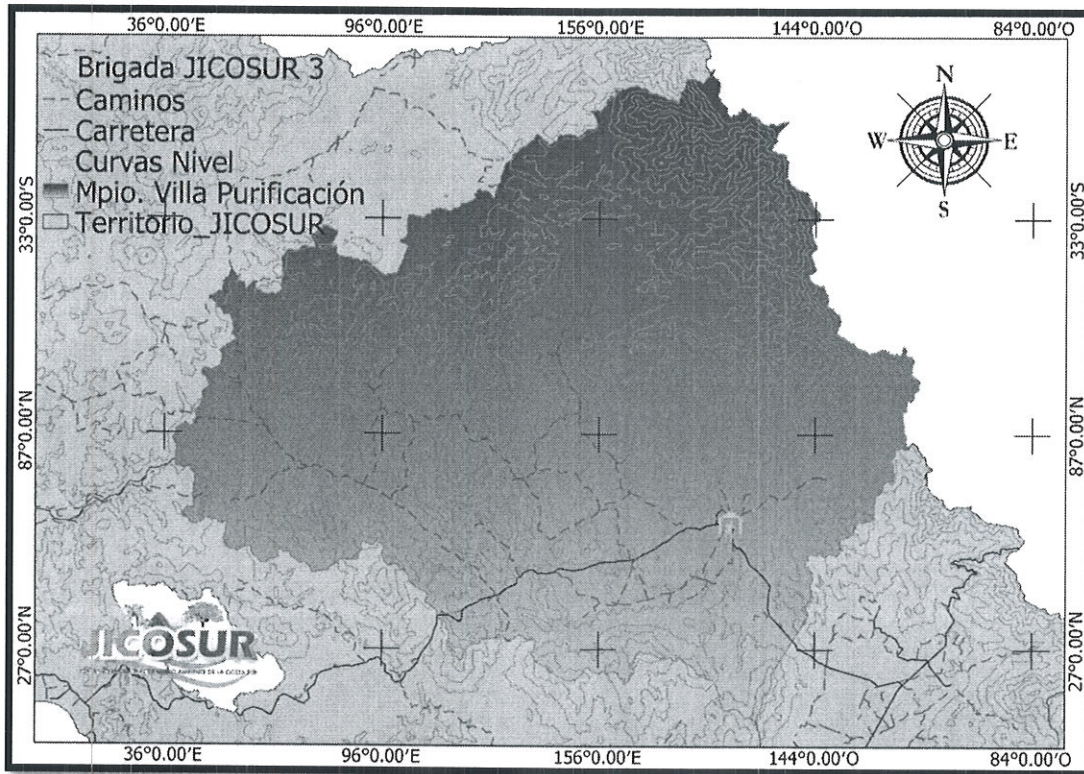 36°0.00'E 96°0.00'E 156°0.00'E 144°0.00'O 84°0.00'O
Brigada JICOSUR 3
Caminos
Carretera
Curvas Nivel
Mpio. Villa Purificación
Territorio_JICOSUR
N
W E
S
33°0.00'S 33°0.00'S
87°0.00'N 87°0.00'N
27°0.00'N 27°0.00'N
JICOSUR
36°0.00'E 96°0.00'E 156°0.00'E 144°0.00'O 84°0.00'O